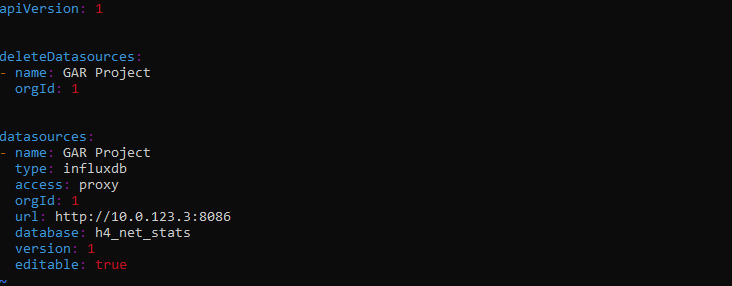 apiVersion: 1
deleteDatasources:
- name: GAR Project
  orgId: 1
datasources:
- name: GAR Project
  type: influxdb
  access: proxy
  orgId: 1
  url: http://10.0.123.3:8086
  database: h4_net_stats
  version: 1
  editable: true
~